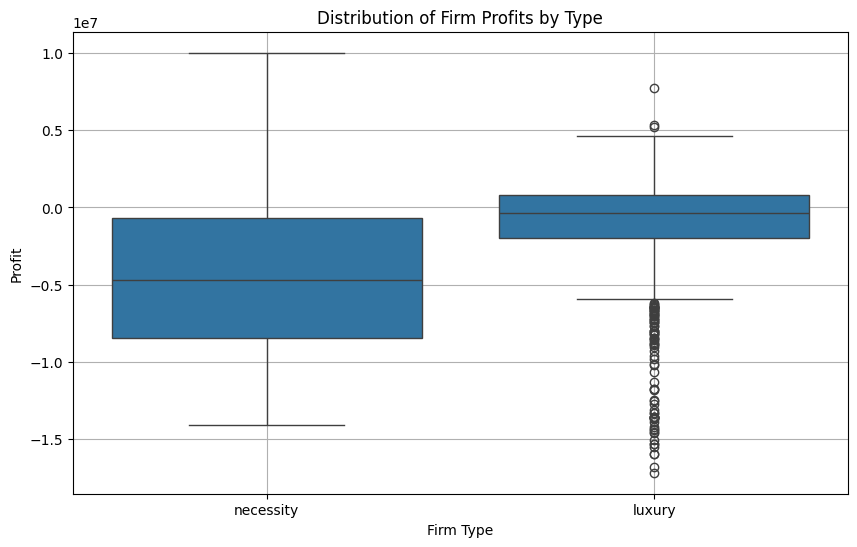 Distribution of Firm Profits by Type
1e7
1.0
0.5
0.0
−0.5
−1.0
−1.5
Profit
necessity
luxury
Firm Type